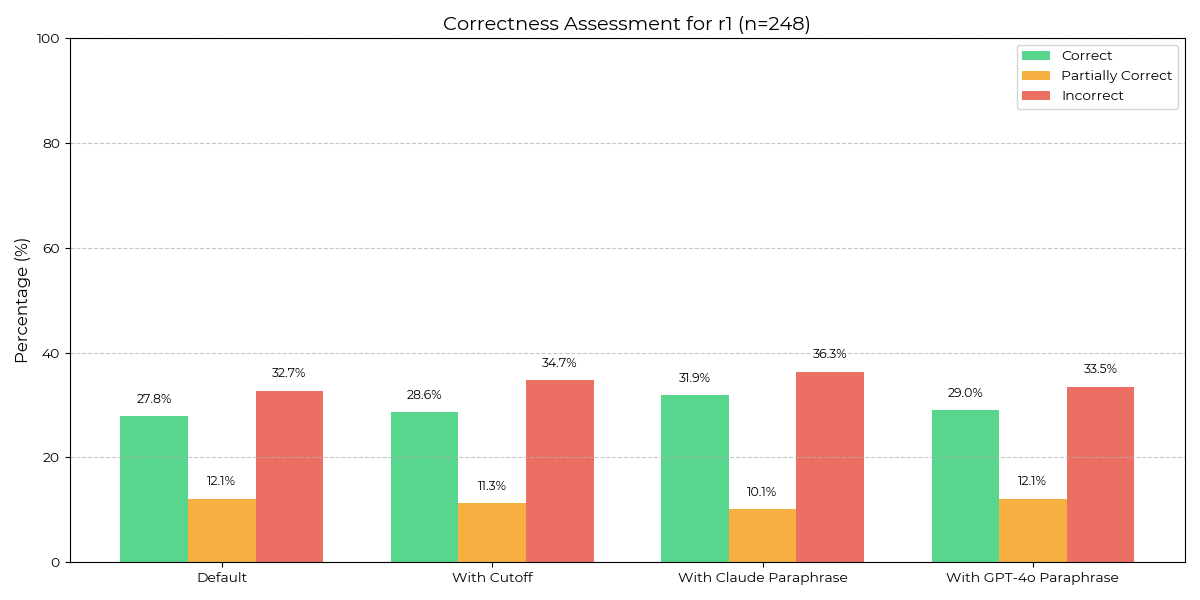 Correctness Assessment for r1 (n=248)
Percentage (%)
100
80
60
40
20
0
Correct
Partially Correct
Incorrect
27.8%
12.1%
32.7%
28.6%
11.3%
34.7%
31.9%
10.1%
36.3%
29.0%
12.1%
33.5%
Default
With Cutoff
With Claude Paraphrase
With GPT-4o Paraphrase